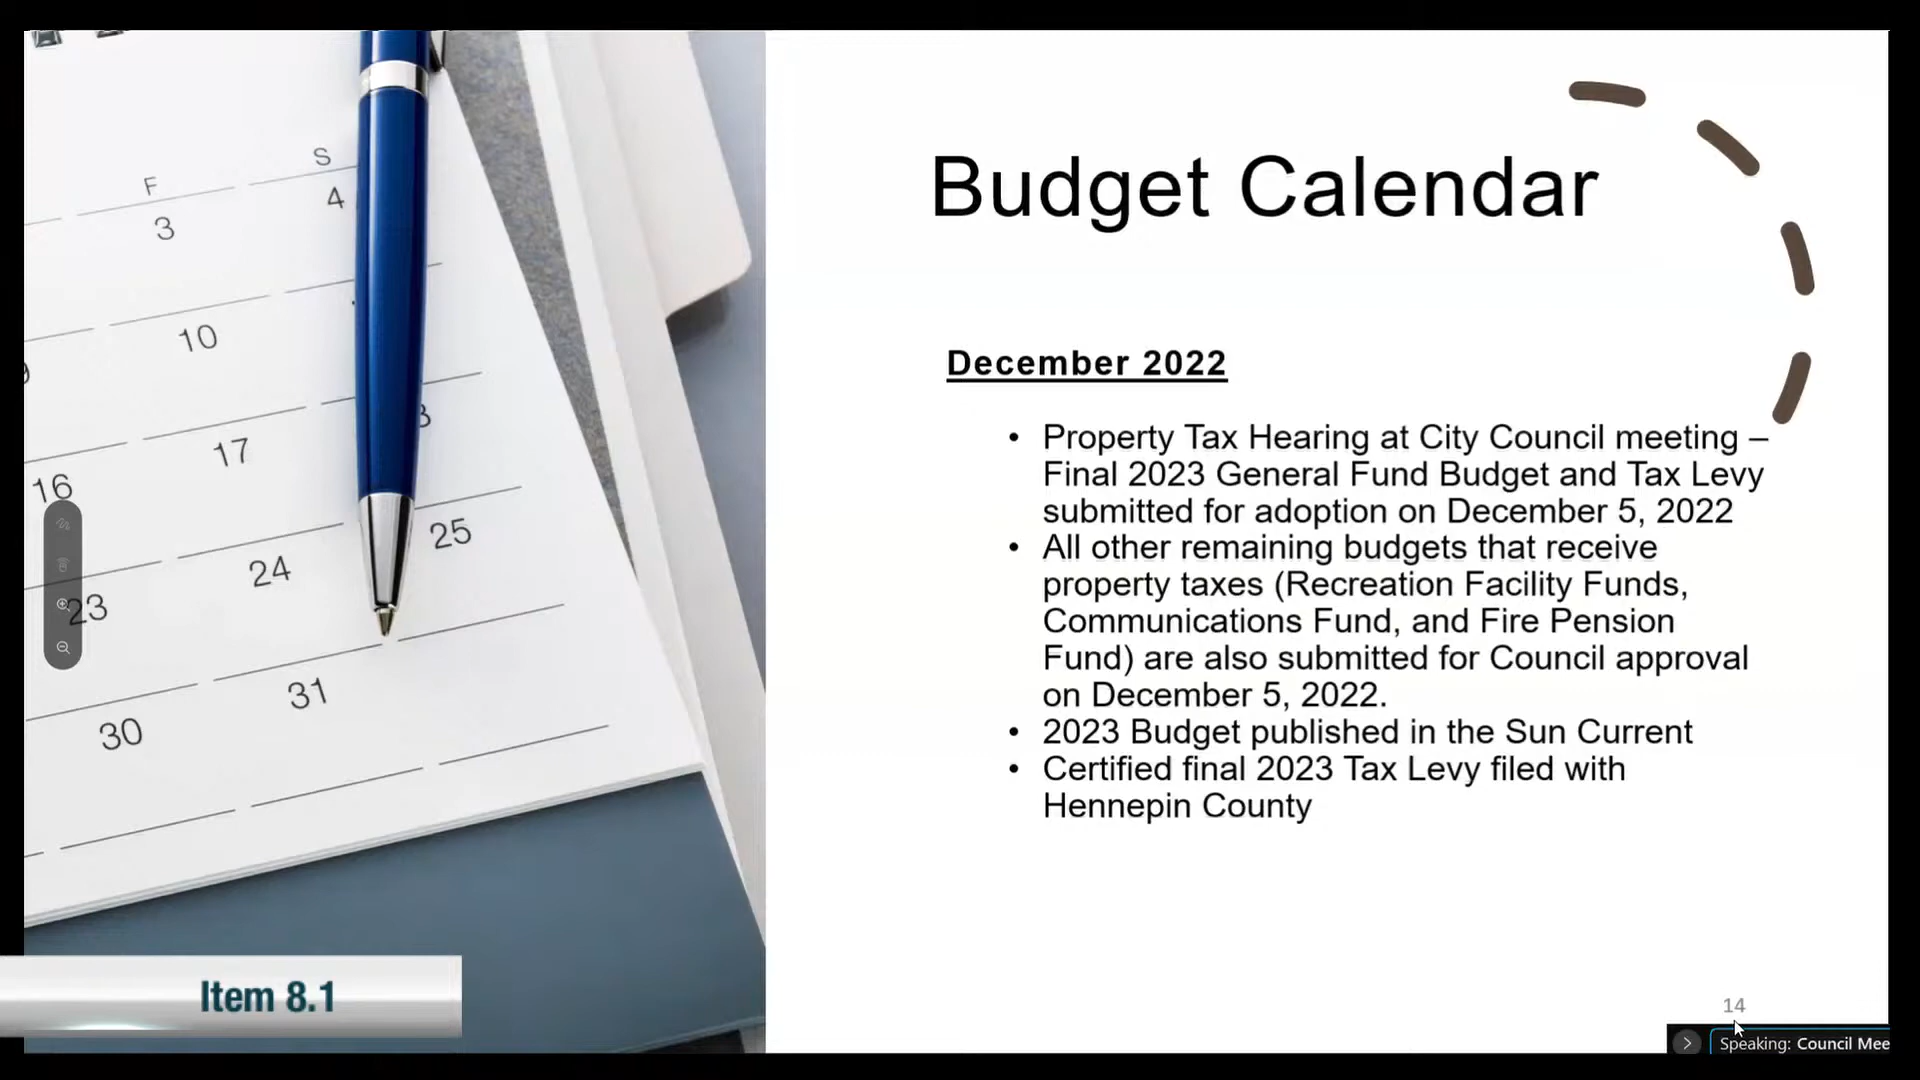 Budget Calendar
December 2022
• Property Tax Hearing at City Council meeting –
Final 2023 General Fund Budget and Tax Levy
submitted for adoption on December 5, 2022
• All other remaining budgets that receive
property taxes (Recreation Facility Funds,
Communications Fund, and Fire Pension
Fund) are also submitted for Council approval
on December 5, 2022.
• 2023 Budget published in the Sun Current
• Certified final 2023 Tax Levy filed with
Hennepin County
F
S
3
4
10
17
16
25
24
23
31
30
Item 8.1
14
Speaking: Council Mee